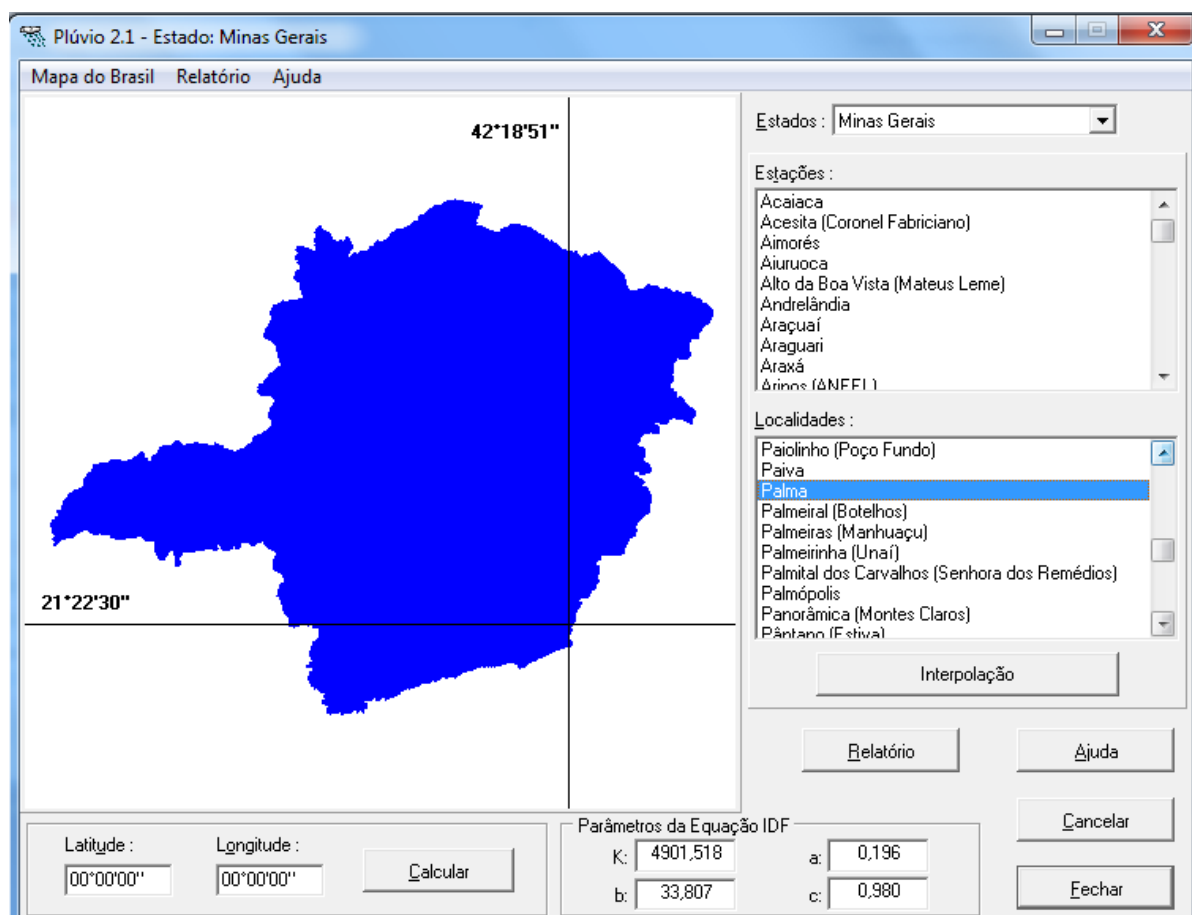 Plúvio 2.1 - Estado: Minas Gerais
Mapa do Brasil Relatório Ajuda
42°18'51"
21°22'30"
Estados : Minas Gerais
Estações :
Acaiaca
Acesita (Coronel Fabriciano)
Aimorés
Aiuruoca
Alto da Boa Vista (Mateus Leme)
Andrelândia
Araçuaí
Araguari
Araxá
Arinos (ANEEL)
Localidades :
Paiolinho (Poço Fundo)
Paiva
Palma
Palmeiral (Botelhos)
Palmeiras (Manhuaçu)
Palmeirinha (Unaí)
Palmital dos Carvalhos (Senhora dos Remédios)
Palmópolis
Panorâmica (Montes Claros)
Pântano (Estiva)
Interpolação
Relatório Ajuda
Cancelar
Fechar
Latitude : Longitude :
00°00'00" 00°00'00" Calcular
Parâmetros da Equação IDF
K: 4901,518 a: 0,196
b: 33,807 c: 0,980